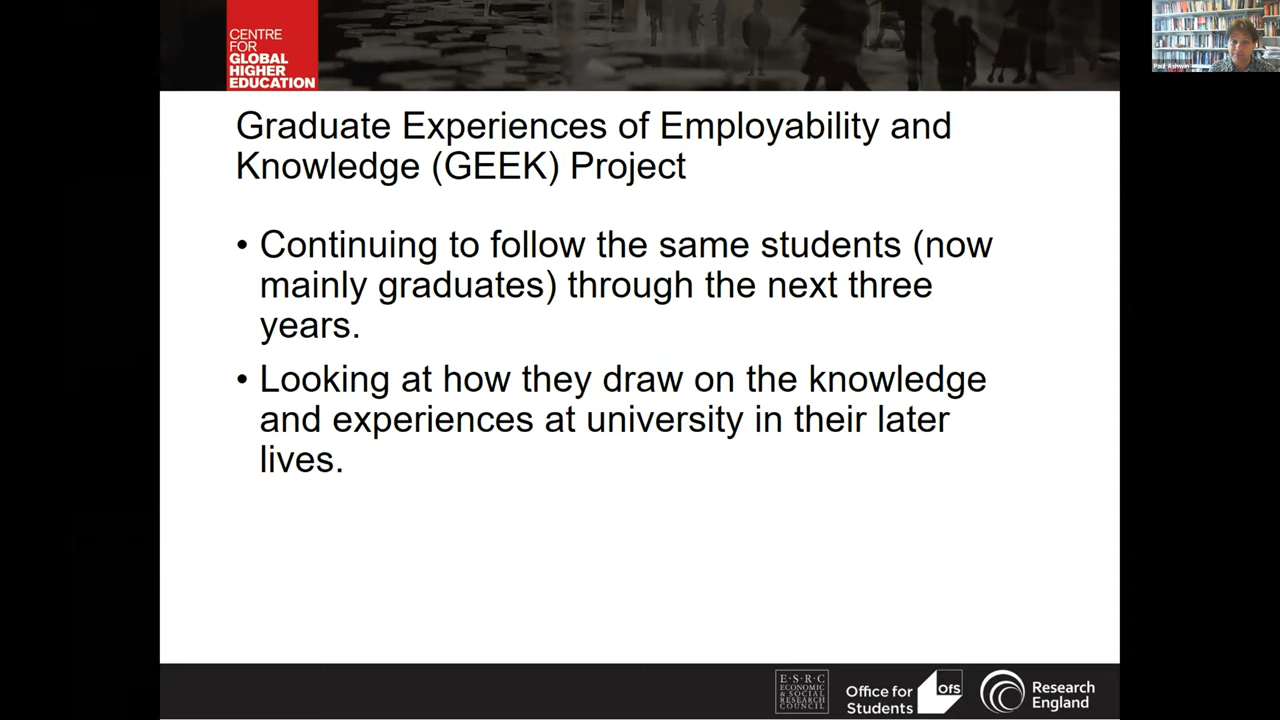 CENTRE
FOR
GLOBAL
HIGHER
EDUCATION
Paul Ashwin
Graduate Experiences of Employability and
Knowledge (GEEK) Project
• Continuing to follow the same students (now
mainly graduates) through the next three
years.
• Looking at how they draw on the knowledge
and experiences at university in their later
lives.
E·S·R·C
ECONOMIC
& SOCIAL
RESEARCH
COUNCIL
Office for
Students
OfS
Research
England